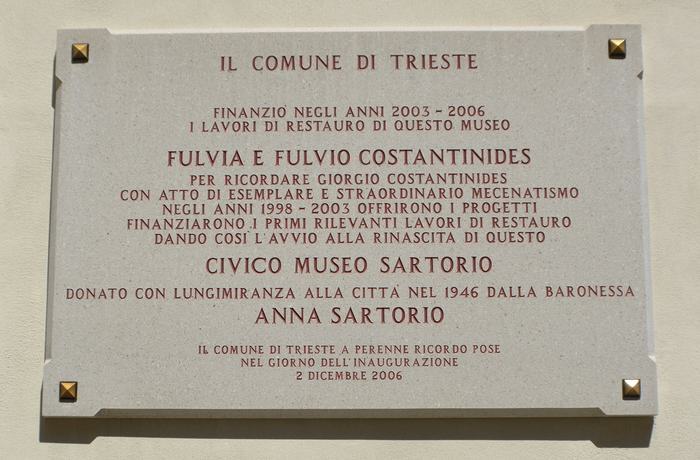 IL COMUNE DI TRIESTE
FINANZIÒ NEGLI ANNI 2003 - 2006
I LAVORI DI RESTAURO DI QUESTO MUSEO
FULVIA E FULVIO COSTANTINIDES
PER RICORDARE GIORGIO COSTANTINIDES
CON ATTO DI ESEMPLARE E STRAORDINARIO MECENATISMO
NEGLI ANNI 1998 - 2003 OFFRIRONO I PROGETTI
FINANZIARONO I PRIMI RILEVANTI LAVORI DI RESTAURO
DANDO COSÌ L'AVVIO ALLA RINASCITA DI QUESTO
CIVICO MUSEO SARTORIO
DONATO CON LUNGIMIRANZA ALLA CITTÀ NEL 1946 DALLA BARONESSA
ANNA SARTORIO
IL COMUNE DI TRIESTE A PERENNE RICORDO POSE
NEL GIORNO DELL'INAUGURAZIONE
2 DICEMBRE 2006